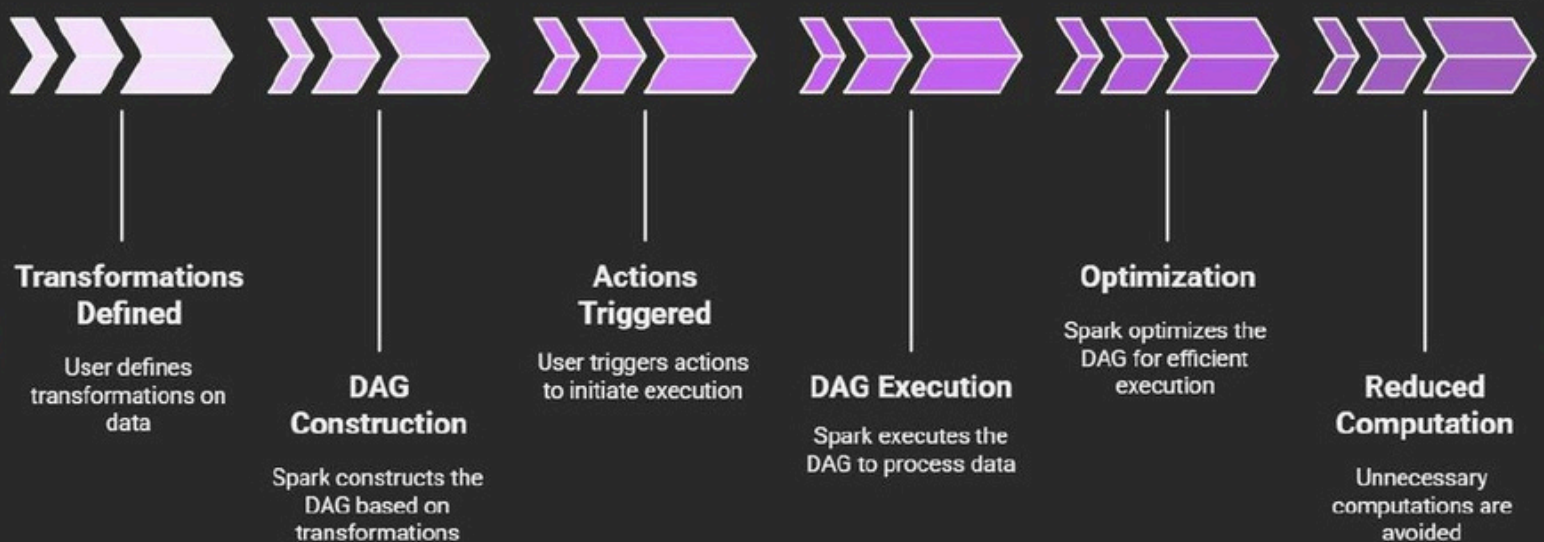 Transformations
Defined
User defines
transformations on
data
DAG
Construction
Spark constructs the
DAG based on
transformations
Actions
Triggered
User triggers actions
to initiate execution
DAG Execution
Spark executes the
DAG to process data
Optimization
Spark optimizes the
DAG for efficient
execution
Reduced
Computation
Unnecessary
computations are
avoided